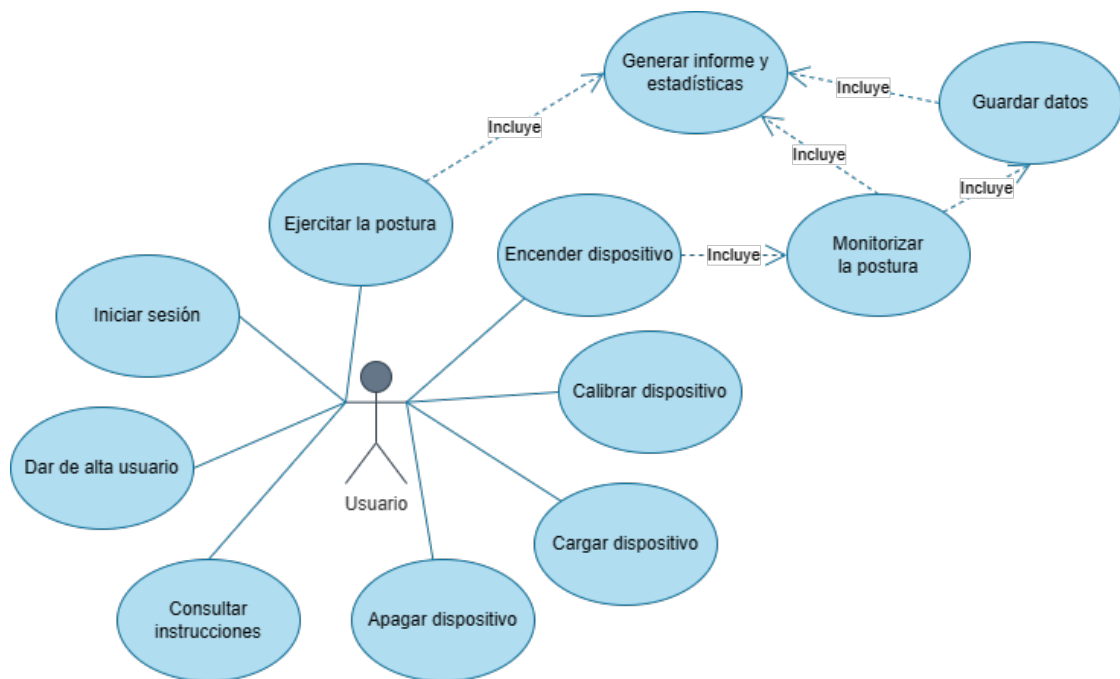 Generar informe y
estadísticas
Guardar datos
Incluye
Incluye
Incluye
Incluye
Ejercitar la postura
Encender dispositivo
Incluye
Monitorizar
la postura
Iniciar sesión
Calibrar dispositivo
Dar de alta usuario
Usuario
Cargar dispositivo
Consultar
instrucciones
Apagar dispositivo